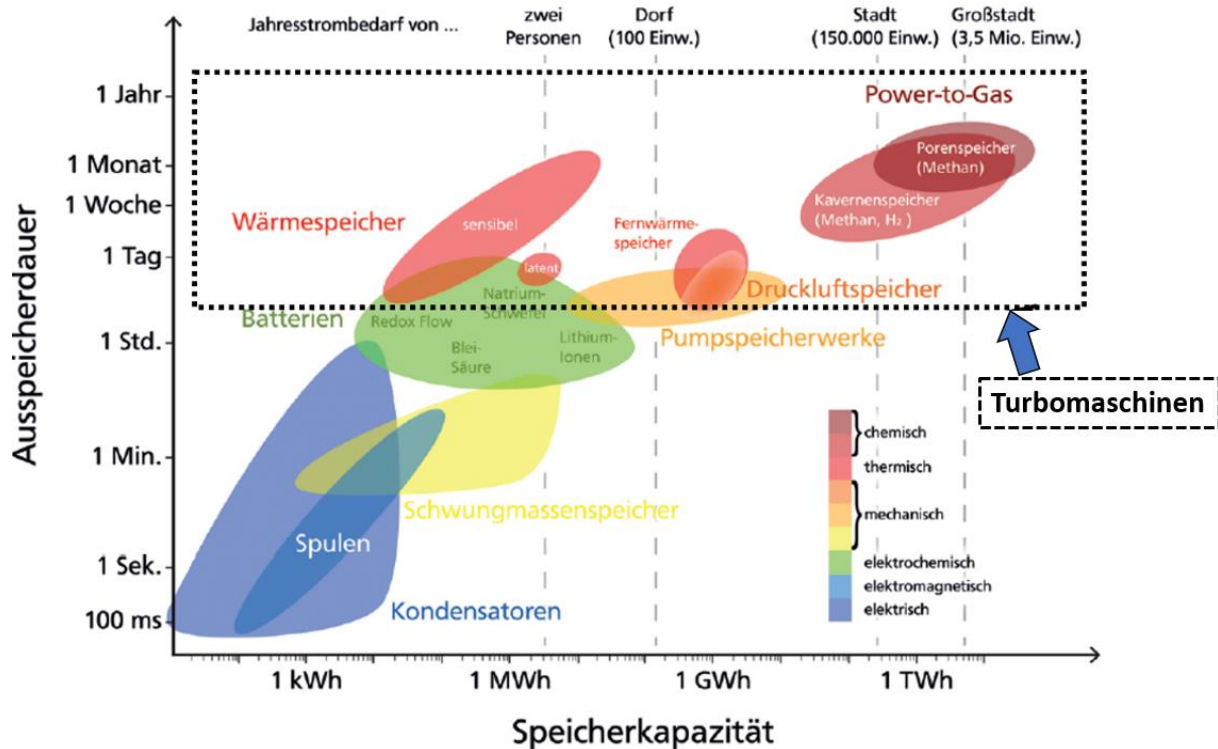 Jahresstrombedarf von ...
zwei
Personen
Dorf
(100 Einw.)
Stadt
(150.000 Einw.)
Großstadt
(3,5 Mio. Einw.)
Ausspeicherdauer
1 Jahr
1 Monat
1 Woche
1 Tag
1 Std.
1 Min.
1 Sek.
100 ms
Power-to-Gas
Porenspeicher
(Methan)
Kavernenspeicher
(Methan, H₂ )
Wärmespeicher
sensibel
latent
Fernwärme-
speicher
Druckluftspeicher
Pumpspeicherwerke
Batterien
Redox Flow
Natrium-
Schwefel
Blei-
Säure
Lithium-
Ionen
Turbomaschinen
Schwungmassenspeicher
Spulen
Kondensatoren
chemisch
thermisch
mechanisch
elektrochemisch
elektromagnetisch
elektrisch
1 kWh
1 MWh
1 GWh
1 TWh
Speicherkapazität